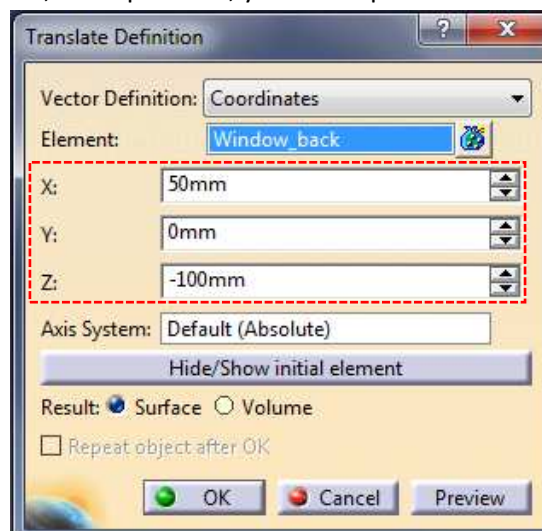 Translate Definition
? X
Vector Definition: Coordinates
Element: Window_back
X: 50mm
Y: 0mm
Z: -100mm
Axis System: Default (Absolute)
Hide/Show initial element
Result: Surface Volume
Repeat object after OK
OK Cancel Preview